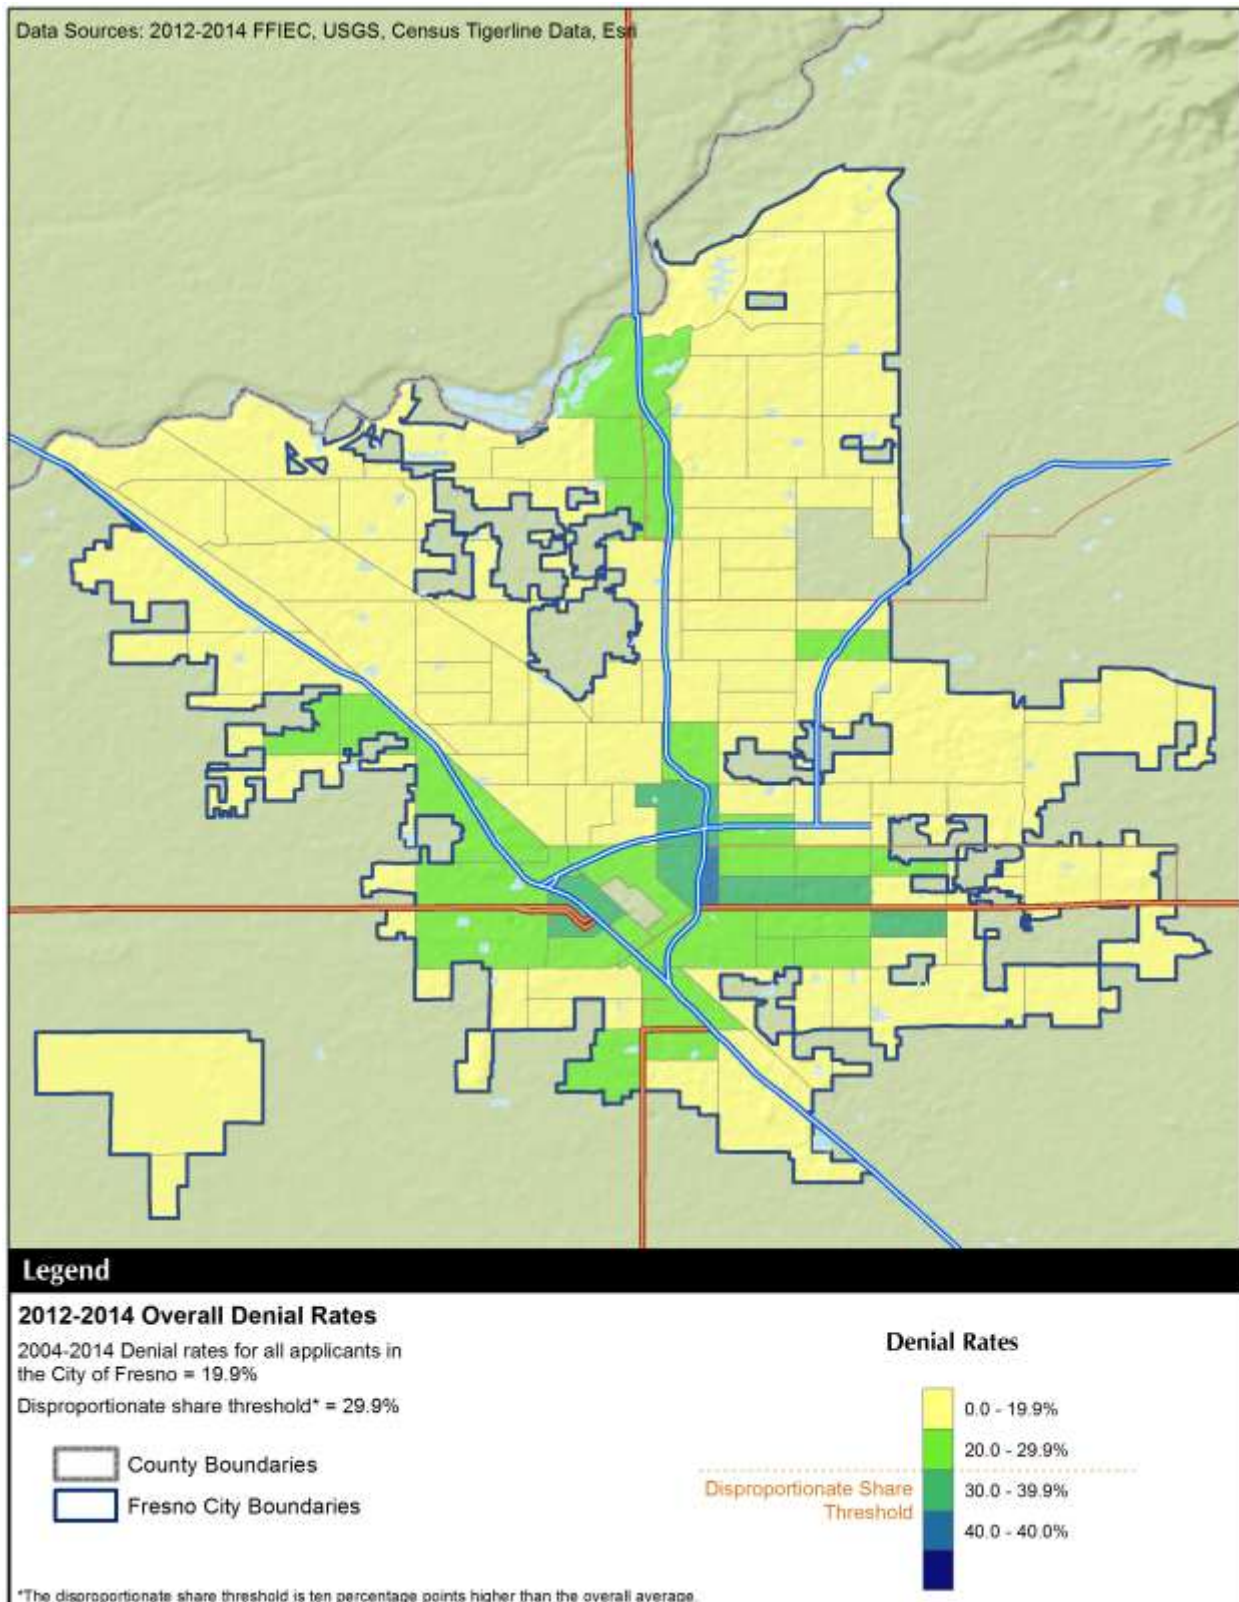 Data Sources: 2012-2014 FFIEC, USGS, Census Tigerline Data, Esri
Legend
2012-2014 Overall Denial Rates
2004-2014 Denial rates for all applicants in
the City of Fresno = 19.9%
Disproportionate share threshold* = 29.9%
County Boundaries
Fresno City Boundaries
Denial Rates
0.0 - 19.9%
20.0 - 29.9%
Disproportionate Share
Threshold
30.0 - 39.9%
40.0 - 40.0%
*The disproportionate share threshold is ten percentage points higher than the overall average.